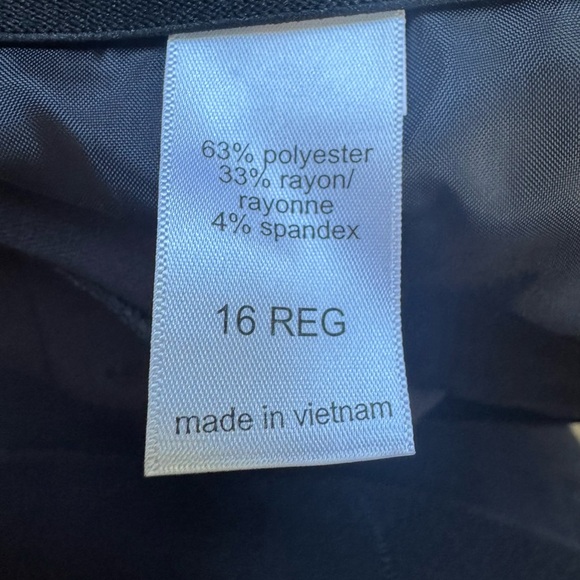 63% polyester
33% rayon/
rayonne
4% spandex
16 REG
made in vietnam